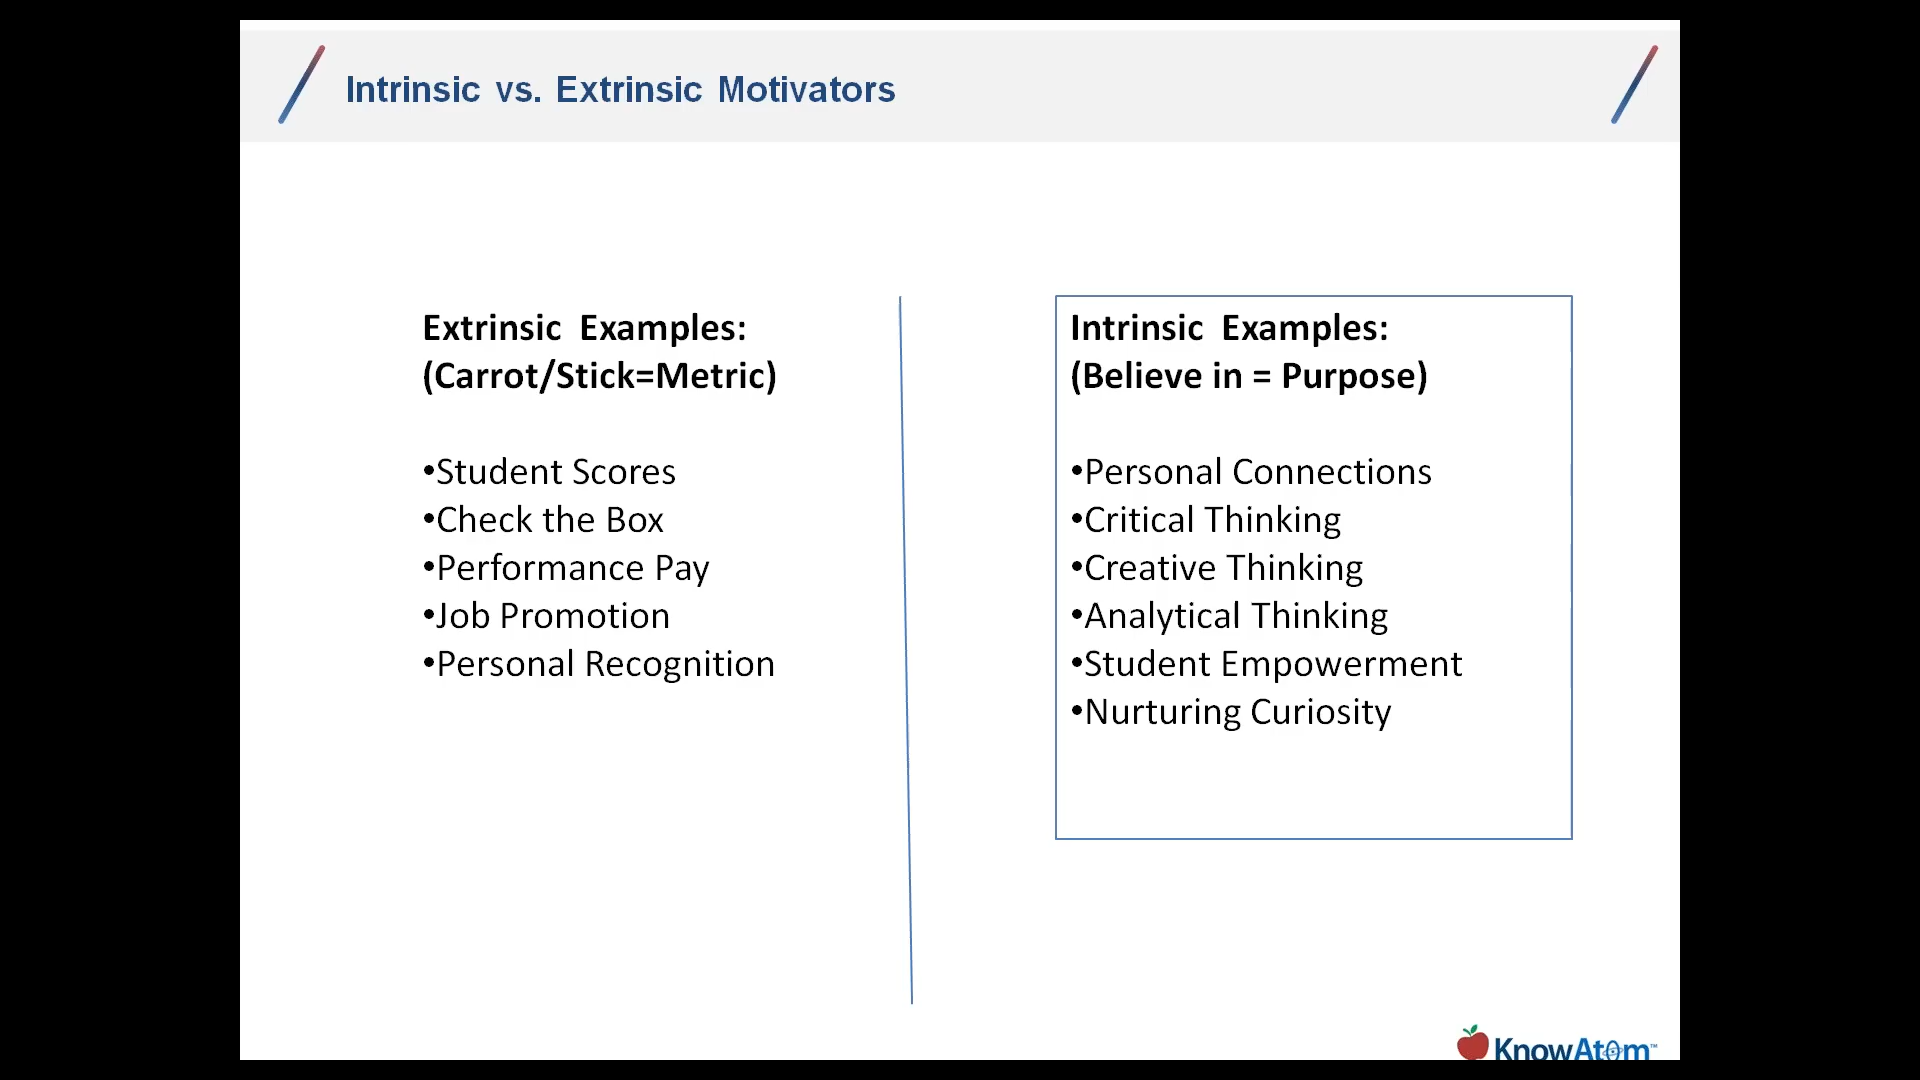 Intrinsic vs. Extrinsic Motivators
Extrinsic Examples:
(Carrot/Stick=Metric)
•Student Scores
•Check the Box
•Performance Pay
•Job Promotion
•Personal Recognition
Intrinsic Examples:
(Believe in = Purpose)
•Personal Connections
•Critical Thinking
•Creative Thinking
•Analytical Thinking
•Student Empowerment
•Nurturing Curiosity
KnowAtom™